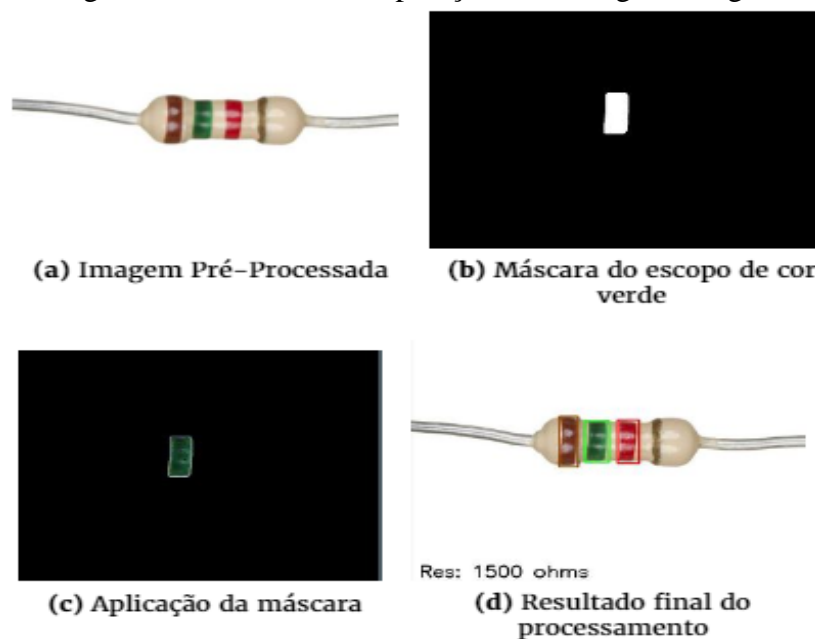 (a) Imagem Pré-Processada
(b) Máscara do escopo de cor
verde
(c) Aplicação da máscara
Res: 1500 ohms
(d) Resultado final do
processamento